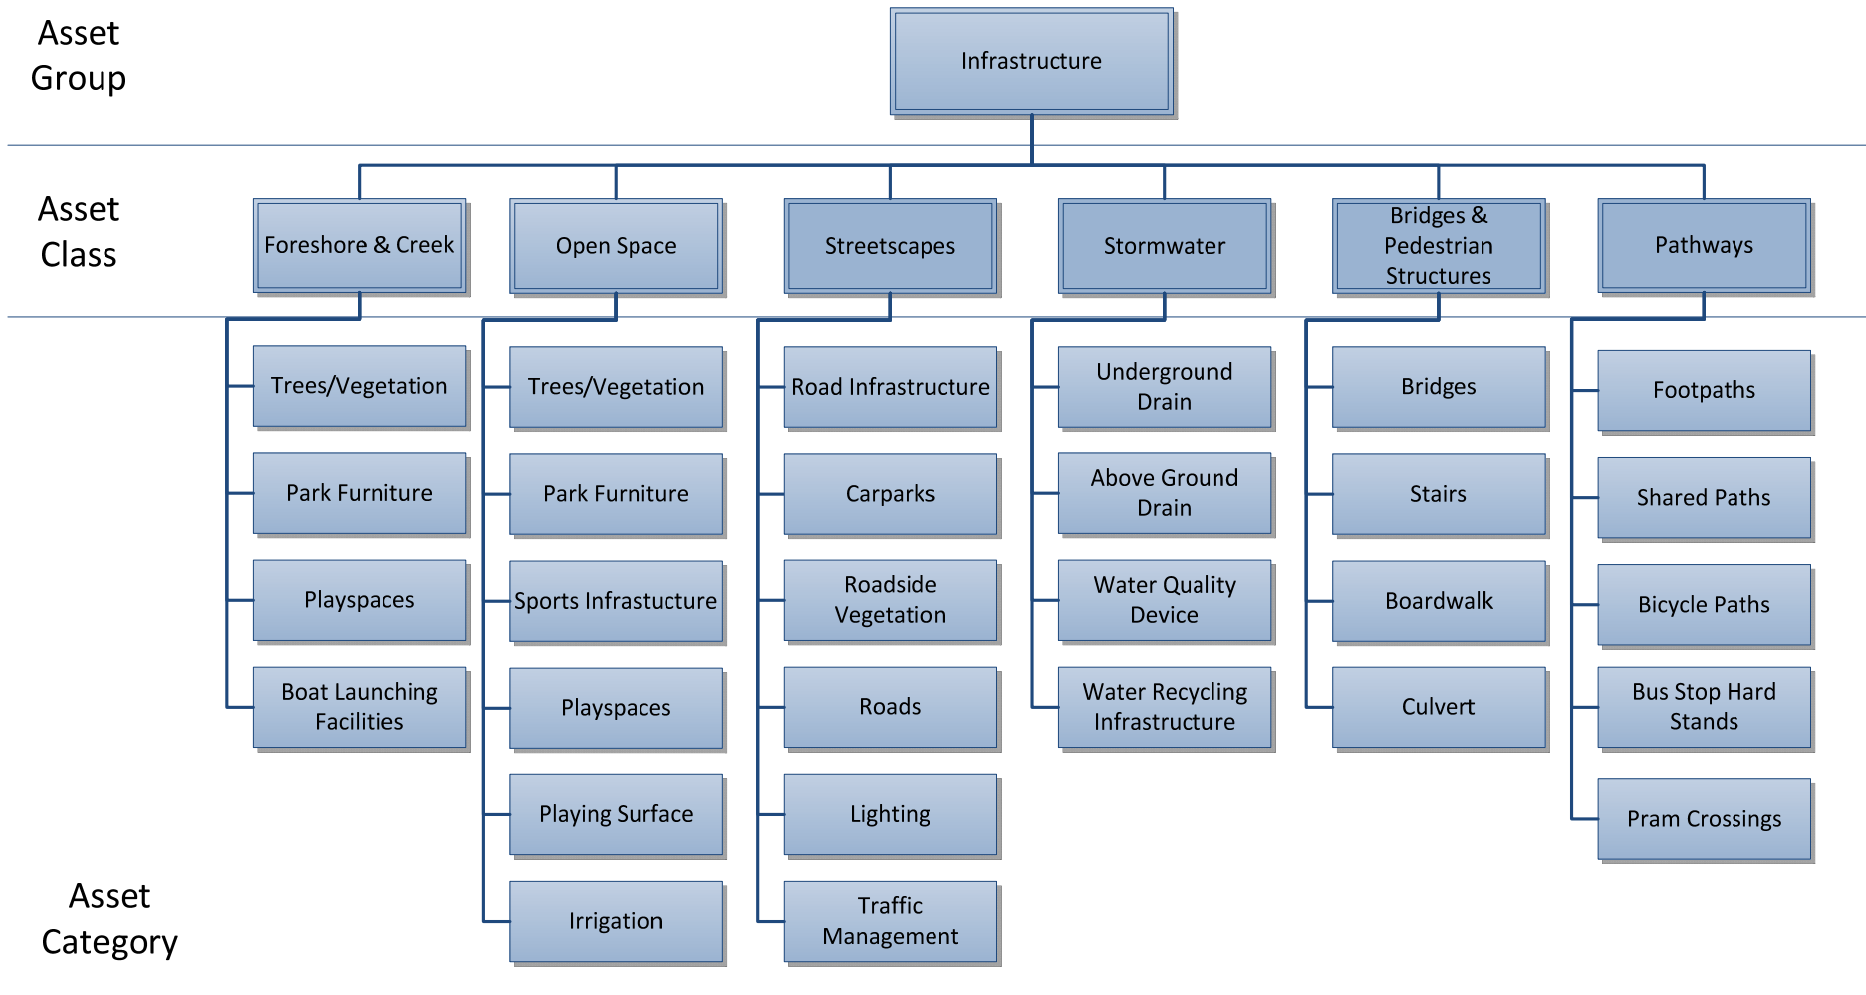 Asset
Group
Infrastructure
Asset
Class
Foreshore & Creek
Open Space
Streetscapes
Stormwater
Bridges &
Pedestrian
Structures
Pathways
Trees/Vegetation
Park Furniture
Playspaces
Boat Launching
Facilities
Trees/Vegetation
Park Furniture
Sports Infrastucture
Playspaces
Playing Surface
Irrigation
Road Infrastructure
Carparks
Roadside
Vegetation
Roads
Lighting
Traffic
Management
Underground
Drain
Above Ground
Drain
Water Quality
Device
Water Recycling
Infrastructure
Bridges
Stairs
Boardwalk
Culvert
Footpaths
Shared Paths
Bicycle Paths
Bus Stop Hard
Stands
Pram Crossings
Asset
Category